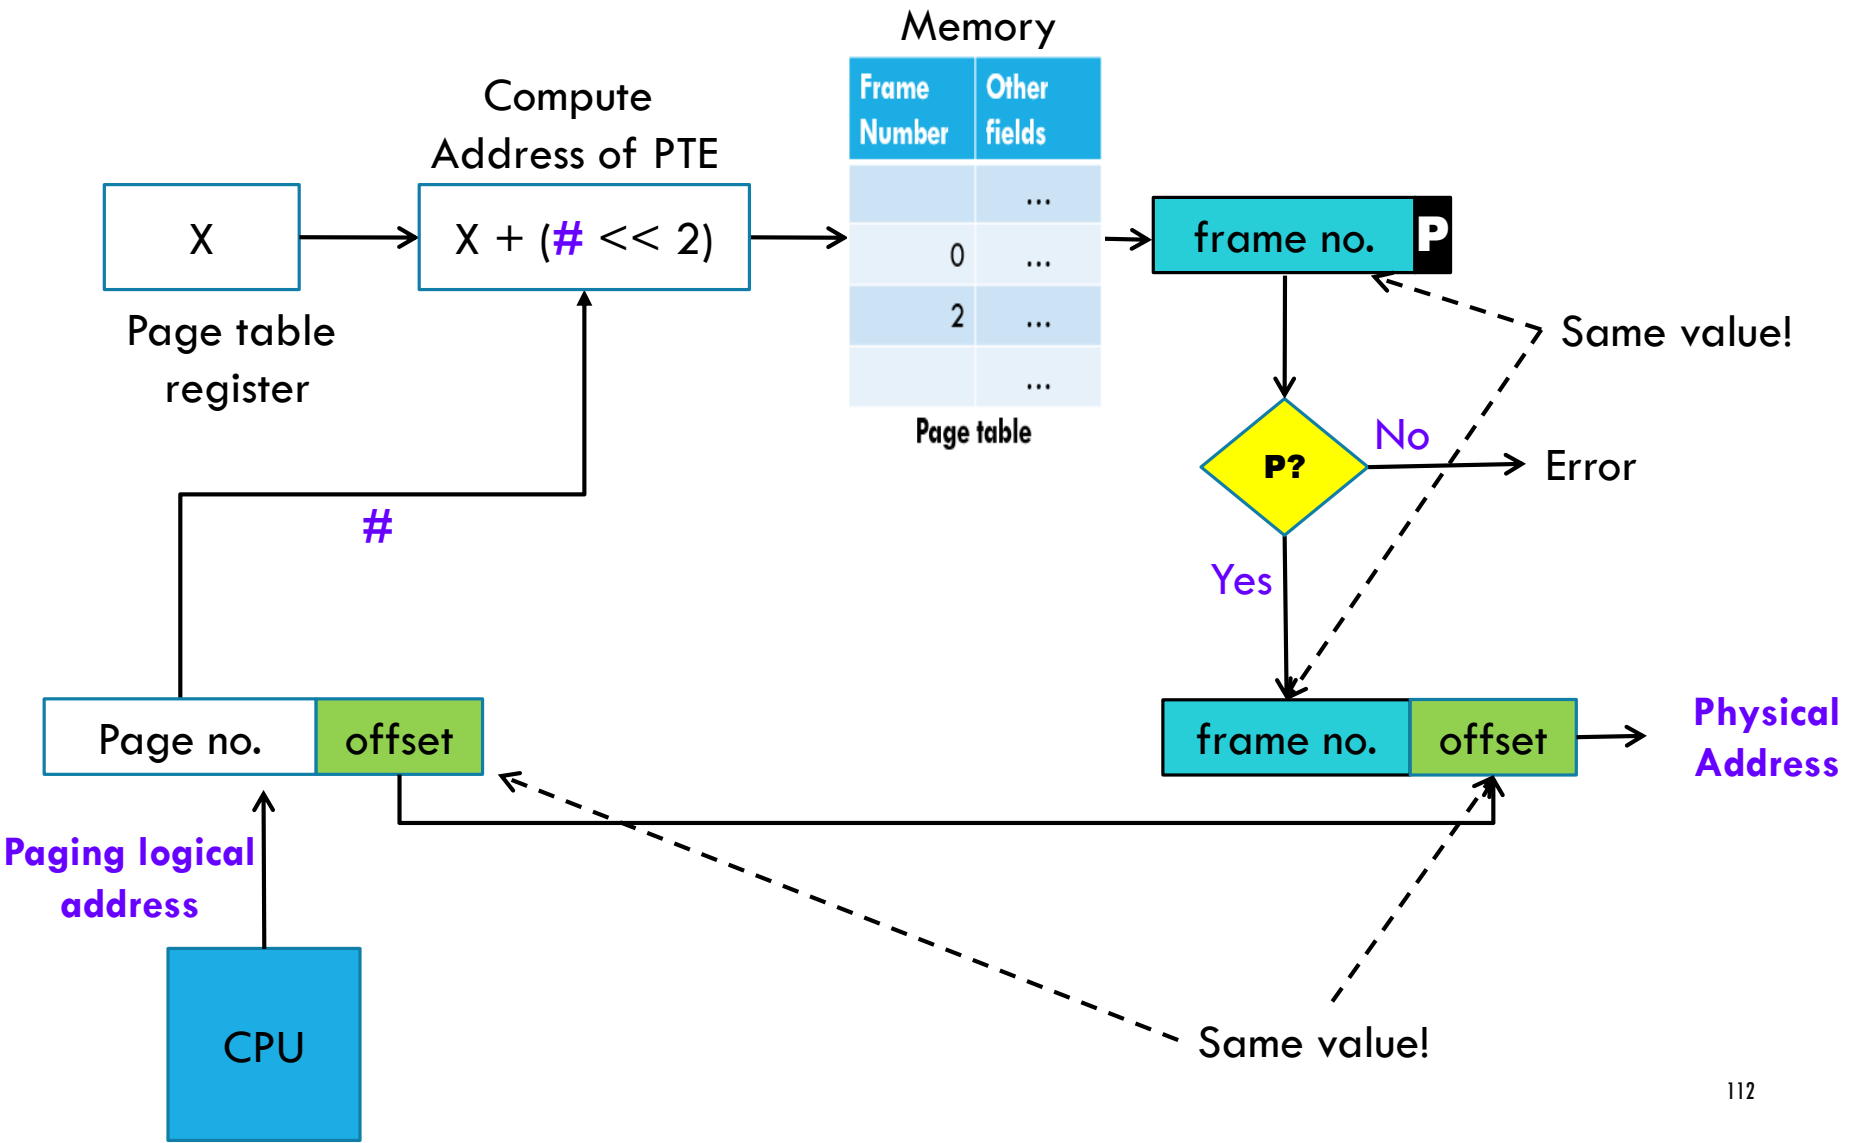 Memory
Compute
Address of PTE
Frame
Number
Other
fields
...
0
...
2
...
...
Page table
X
X + (# << 2)
Page table
register
frame no.
P
Same value!
P?
No
Error
Yes
#
Page no.
offset
frame no.
offset
Physical
Address
Paging logical
address
CPU
Same value!
112